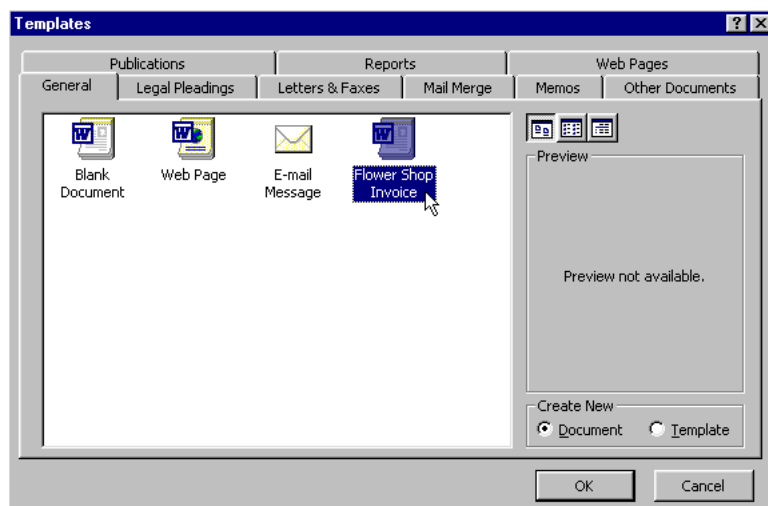 Templates
Publications Reports Web Pages
General Legal Pleadings Letters & Faxes Mail Merge Memos Other Documents
Blank
Document
Web Page
E-mail
Message
Flower Shop
Invoice
Preview
Preview not available.
Create New
Document Template
OK Cancel